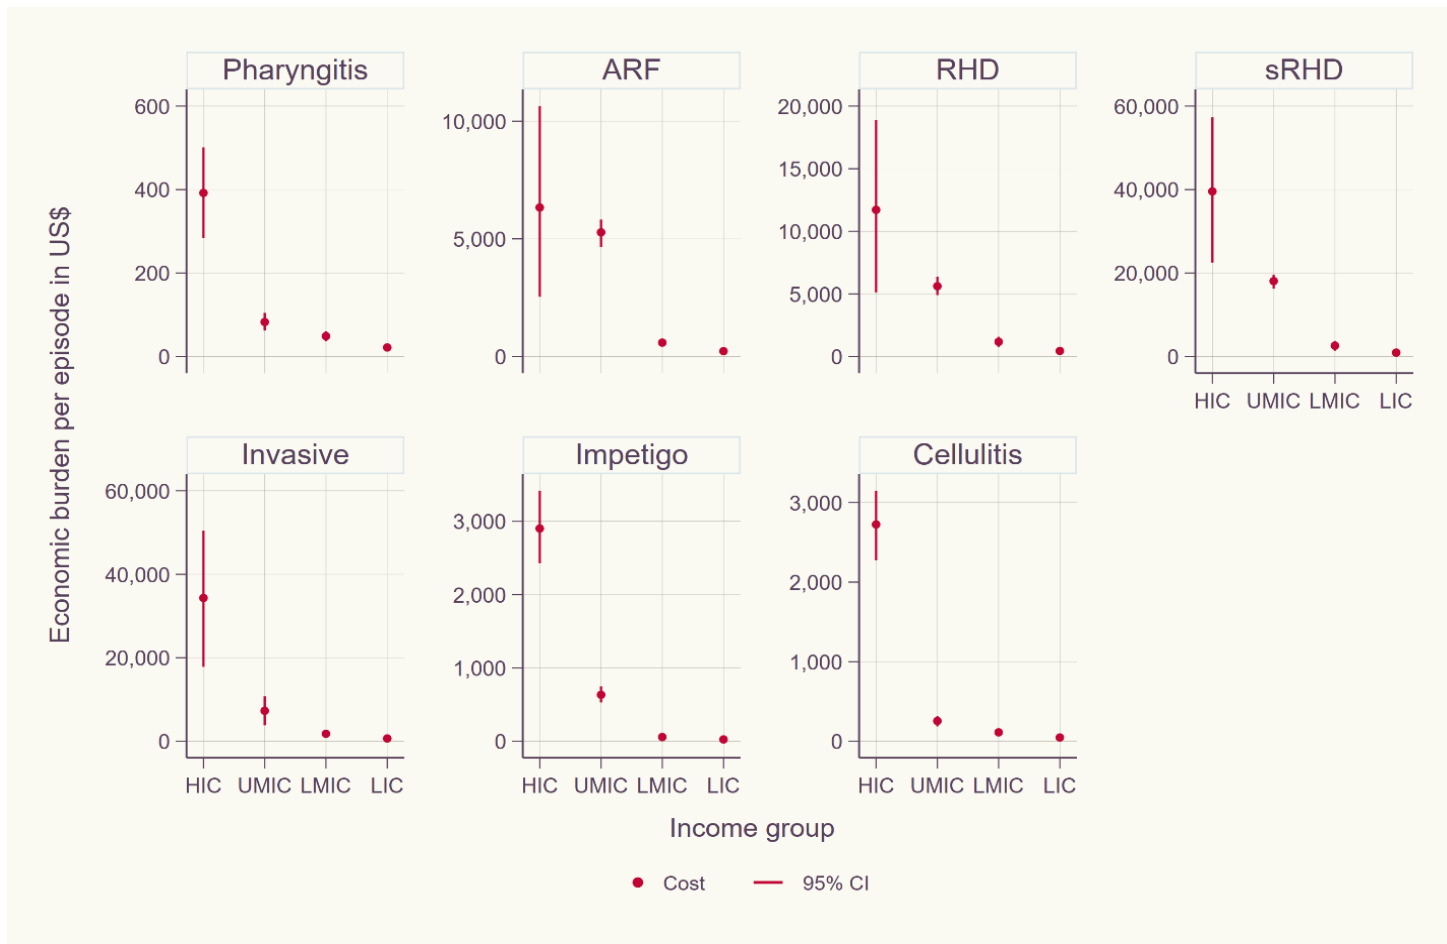 Economic burden per episode in US$
Pharyngitis
600
400
200
0
ARF
10,000
5,000
0
RHD
20,000
15,000
10,000
5,000
0
sRHD
60,000
40,000
20,000
0
HIC UMIC LMIC LIC
Invasive
60,000
40,000
20,000
0
HIC UMIC LMIC LIC
Impetigo
3,000
2,000
1,000
0
HIC UMIC LMIC LIC
Cellulitis
3,000
2,000
1,000
0
HIC UMIC LMIC LIC
Income group
Cost 95% CI